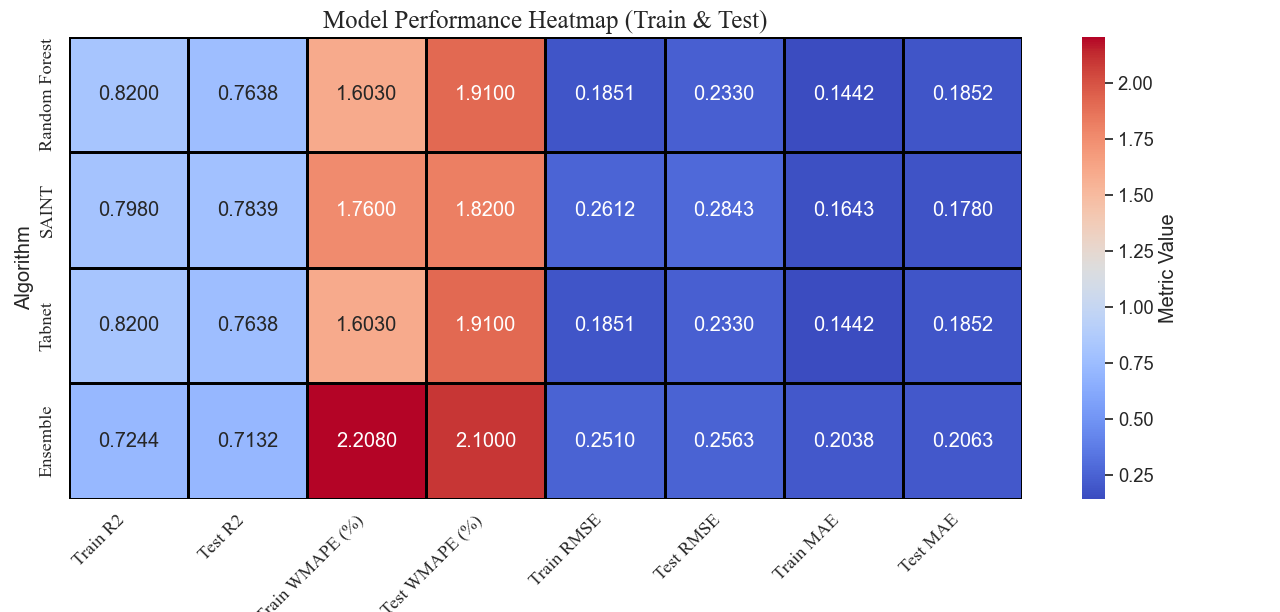 Model Performance Heatmap (Train & Test)
Algorithm
Random Forest
0.8200 0.7638 1.6030 1.9100 0.1851 0.2330 0.1442 0.1852
SAINT
0.7980 0.7839 1.7600 1.8200 0.2612 0.2843 0.1643 0.1780
Tabnet
0.8200 0.7638 1.6030 1.9100 0.1851 0.2330 0.1442 0.1852
Ensemble
0.7244 0.7132 2.2080 2.1000 0.2510 0.2563 0.2038 0.2063
Train R2
Test R2
Train WMAPE (%)
Test WMAPE (%)
Train RMSE
Test RMSE
Train MAE
Test MAE
2.00
1.75
1.50
1.25
1.00
0.75
0.50
0.25
Metric Value